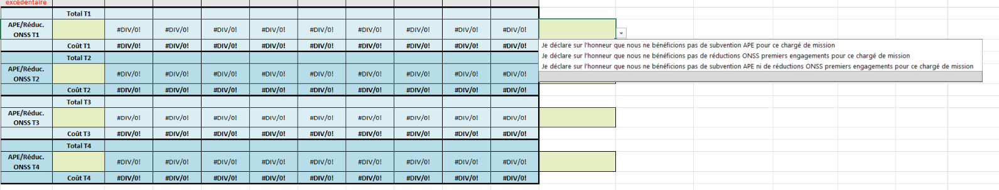 excédentaire
Total T1
APE/Réduc.
ONSS T1
#DIV/0! #DIV/0! #DIV/0! #DIV/0! #DIV/0! #DIV/0! #DIV/0! #DIV/0! #DIV/0!
Coût T1 #DIV/0! #DIV/0! #DIV/0! #DIV/0! #DIV/0! #DIV/0! #DIV/0! #DIV/0! #DIV/0!
Je déclare sur l'honneur que nous ne bénéficions pas de subvention APE pour ce chargé de mission
Je déclare sur l'honneur que nous ne bénéficions pas de réductions ONSS premiers engagements pour ce chargé de mission
Je déclare sur l'honneur que nous ne bénéficions pas de subvention APE ni de réductions ONSS premiers engagements pour ce chargé de mission
Total T2
APE/Réduc.
ONSS T2
#DIV/0! #DIV/0! #DIV/0! #DIV/0! #DIV/0! #DIV/0! #DIV/0! #DIV/0! #DIV/0!
Coût T2 #DIV/0! #DIV/0! #DIV/0! #DIV/0! #DIV/0! #DIV/0! #DIV/0! #DIV/0! #DIV/0!
Total T3
APE/Réduc.
ONSS T3
#DIV/0! #DIV/0! #DIV/0! #DIV/0! #DIV/0! #DIV/0! #DIV/0! #DIV/0! #DIV/0!
Coût T3 #DIV/0! #DIV/0! #DIV/0! #DIV/0! #DIV/0! #DIV/0! #DIV/0! #DIV/0! #DIV/0!
Total T4
APE/Réduc.
ONSS T4
#DIV/0! #DIV/0! #DIV/0! #DIV/0! #DIV/0! #DIV/0! #DIV/0! #DIV/0! #DIV/0!
Coût T4 #DIV/0! #DIV/0! #DIV/0! #DIV/0! #DIV/0! #DIV/0! #DIV/0! #DIV/0! #DIV/0!